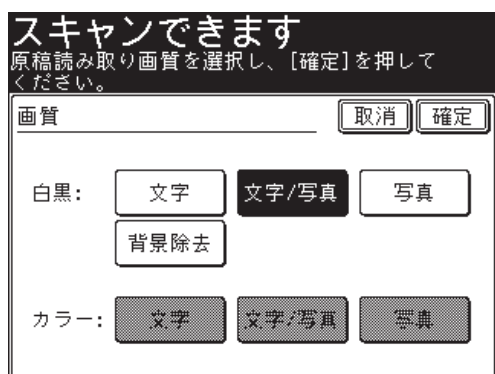 スキャンできます
原稿読み取り画質を選択し、[確定]を押して
ください。
画質 取消 確定
白黒: 文字 文字/写真 写真
背景除去
カラー: 文字 文字/写真 写真